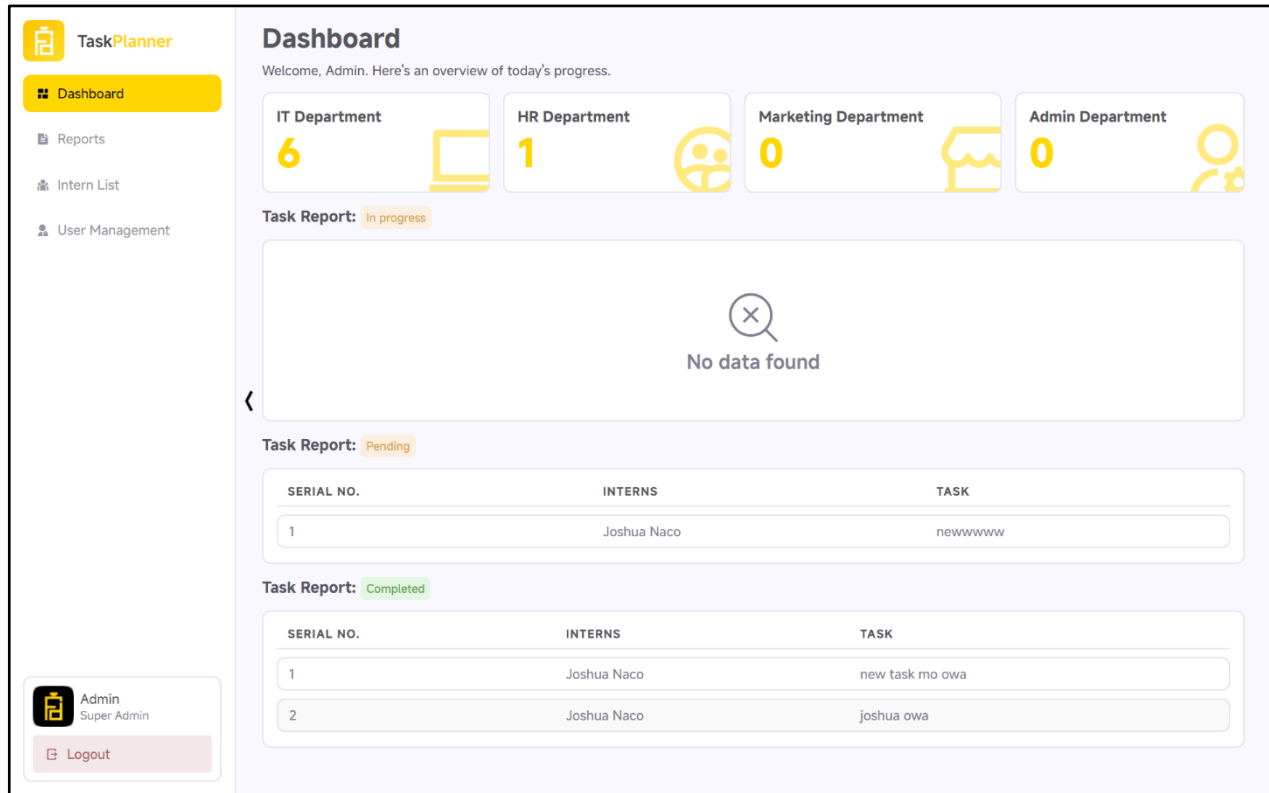 TaskPlanner
Dashboard
Reports
Intern List
User Management
Admin
Super Admin
Logout
Dashboard
Welcome, Admin. Here's an overview of today's progress.
IT Department
6
HR Department
1
Marketing Department
0
Admin Department
0
Task Report: In progress
No data found
Task Report: Pending
SERIAL NO. INTERNS TASK
1 Joshua Naco newwwww
Task Report: Completed
SERIAL NO. INTERNS TASK
1 Joshua Naco new task mo owa
2 Joshua Naco joshua owa